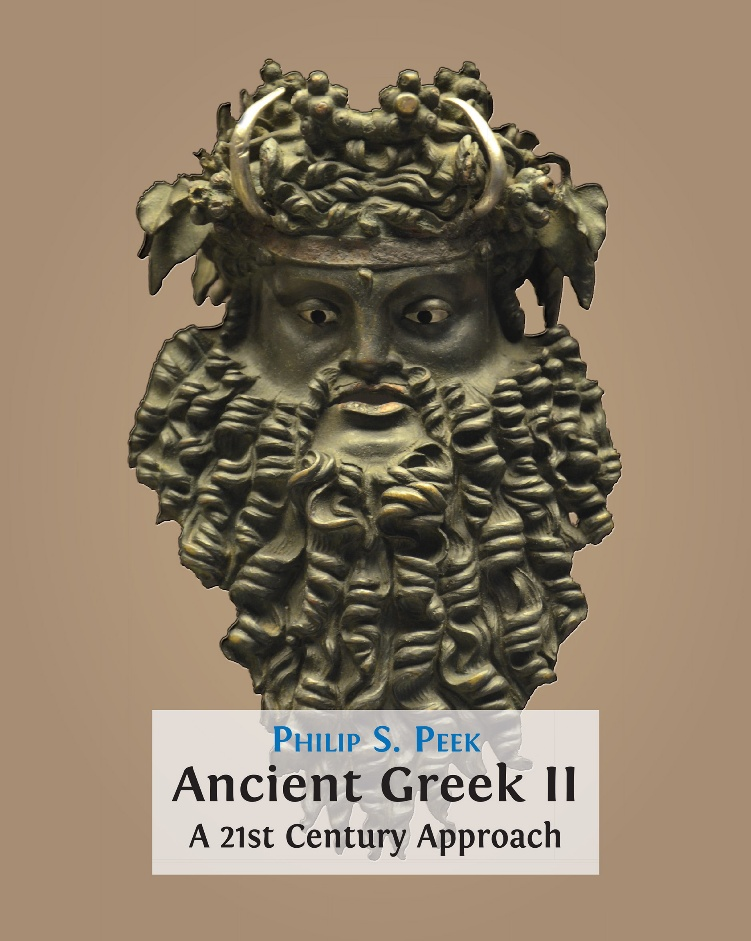 Philip S. Peek
Ancient Greek II
A 21st Century Approach